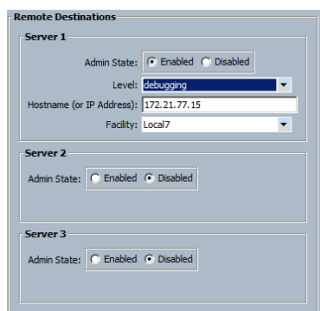 Remote Destinations
Server 1
Admin State: Enabled Disabled
Level: debugging
Hostname (or IP Address): 172.21.77.15
Facility: Local7
Server 2
Admin State: Enabled Disabled
Server 3
Admin State: Enabled Disabled